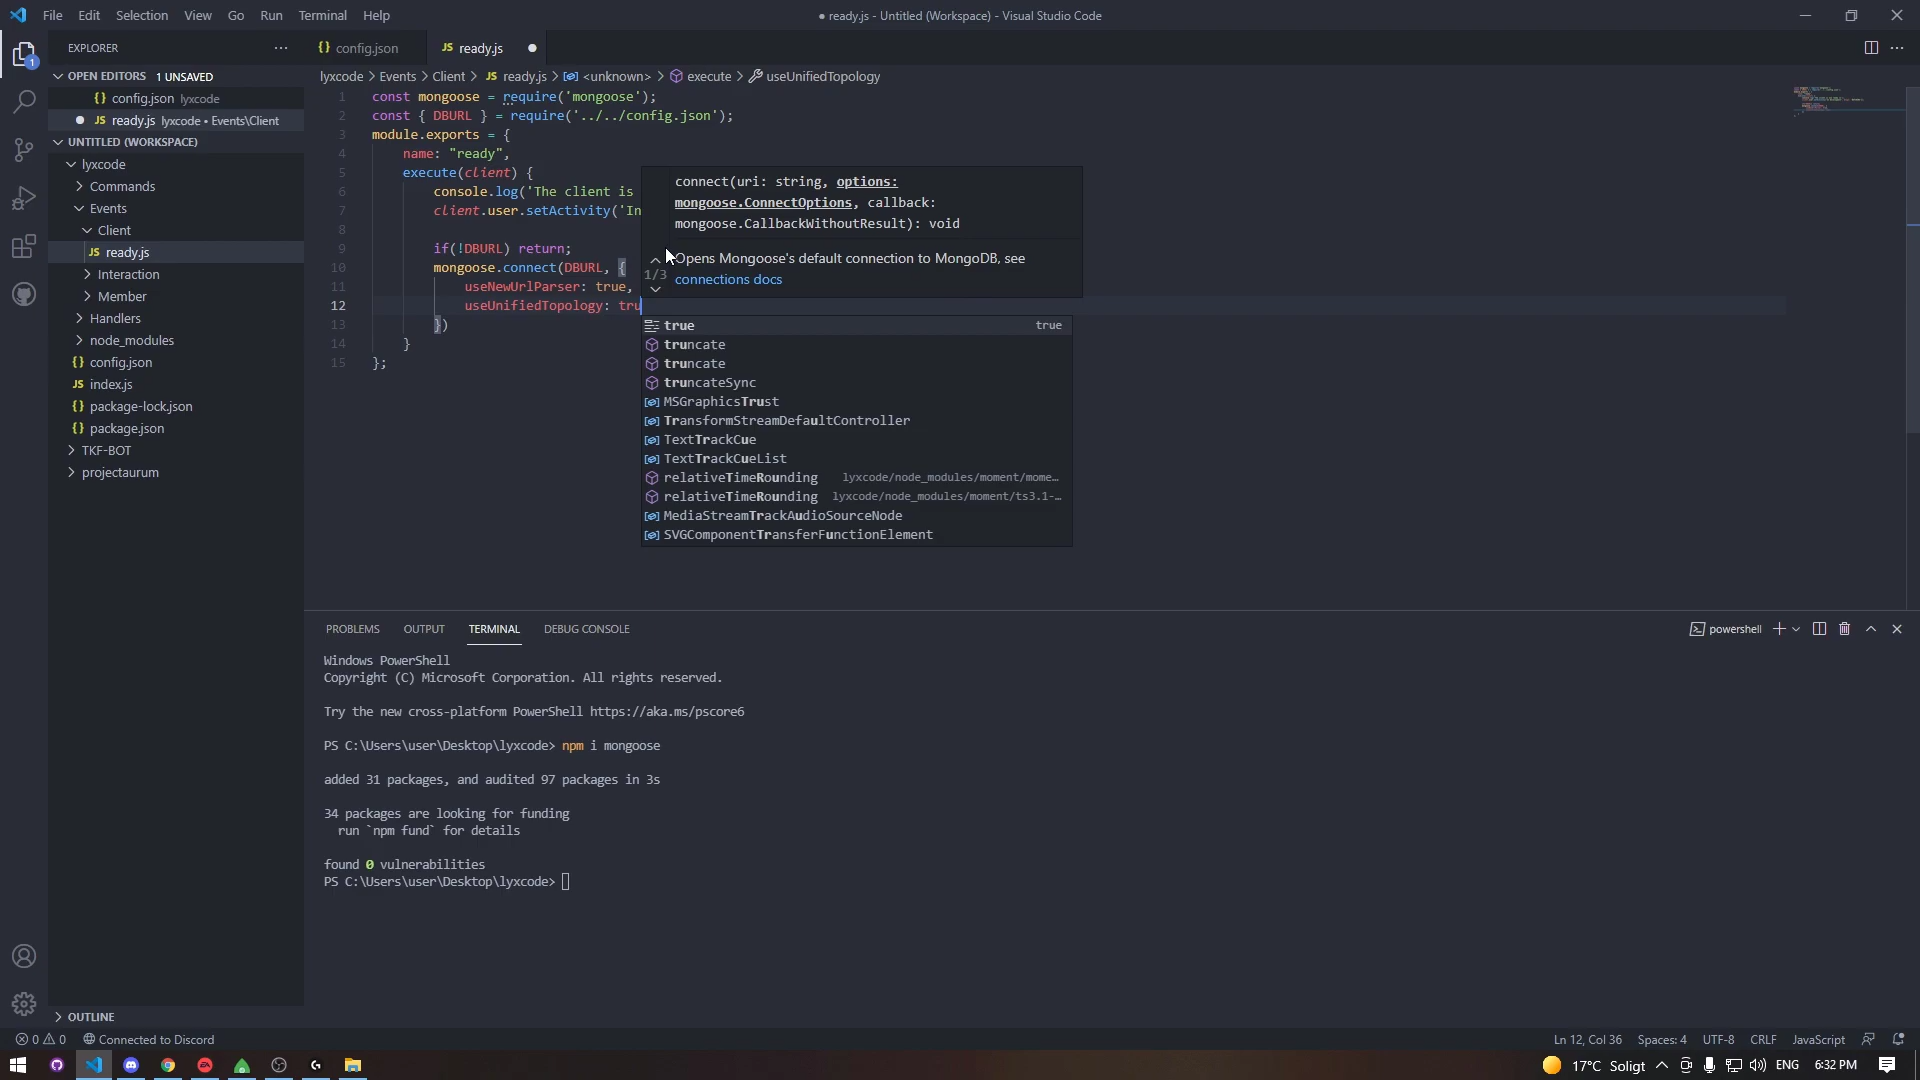 File Edit Selection View Go Run Terminal Help
● ready.js - Untitled (Workspace) - Visual Studio Code
EXPLORER ···
{} config.json
JS ready.js ●
1
OPEN EDITORS 1 UNSAVED
{} config.json lyxcode
● JS ready.js lyxcode • Events\Client
UNTITLED (WORKSPACE)
lyxcode
Commands
Events
Client
JS ready.js
Interaction
Member
Handlers
node_modules
{} config.json
JS index.js
{} package-lock.json
{} package.json
TKF-BOT
projectaurum
OUTLINE
lyxcode > Events > Client > JS ready.js > <unknown> > execute > useUnifiedTopology
1 const mongoose = require('mongoose');
2 const { DBURL } = require('../../config.json');
3 module.exports = {
4 name: "ready",
5 execute(client) {
6 console.log('The client is
7 client.user.setActivity('In
8
9 if(!DBURL) return;
10 mongoose.connect(DBURL, {
11 useNewUrlParser: true,
12 useUnifiedTopology: tru
13 })
14 }
15 };
connect(uri: string, options:
mongoose.ConnectOptions, callback:
mongoose.CallbackWithoutResult): void
1/3
Opens Mongoose's default connection to MongoDB, see
connections docs
true true
truncate
truncate
truncateSync
MSGraphicsTrust
TransformStreamDefaultController
TextTrackCue
TextTrackCueList
relativeTimeRounding lyxcode/node_modules/moment/mome…
relativeTimeRounding lyxcode/node_modules/moment/ts3.1-…
MediaStreamTrackAudioSourceNode
SVGComponentTransferFunctionElement
PROBLEMS OUTPUT TERMINAL DEBUG CONSOLE
powershell
Windows PowerShell
Copyright (C) Microsoft Corporation. All rights reserved.
Try the new cross-platform PowerShell https://aka.ms/pscore6
PS C:\Users\user\Desktop\lyxcode> npm i mongoose
added 31 packages, and audited 97 packages in 3s
34 packages are looking for funding
run `npm fund` for details
found 0 vulnerabilities
PS C:\Users\user\Desktop\lyxcode>
0 0 Connected to Discord
Ln 12, Col 36 Spaces: 4 UTF-8 CRLF JavaScript
17°C Soligt ENG 6:32 PM